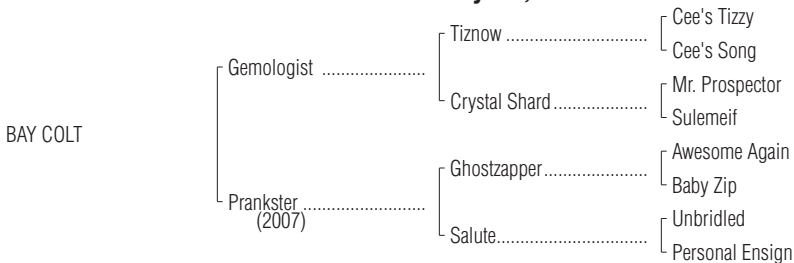 Cee's Tizzy
Tiznow ..............................
Cee's Song
Gemologist ......................
Mr. Prospector
Crystal Shard....................
Sulemeif
BAY COLT
Awesome Again
Ghostzapper......................
Baby Zip
Prankster ..........................
(2007)
Unbridled
Salute................................
Personal Ensign